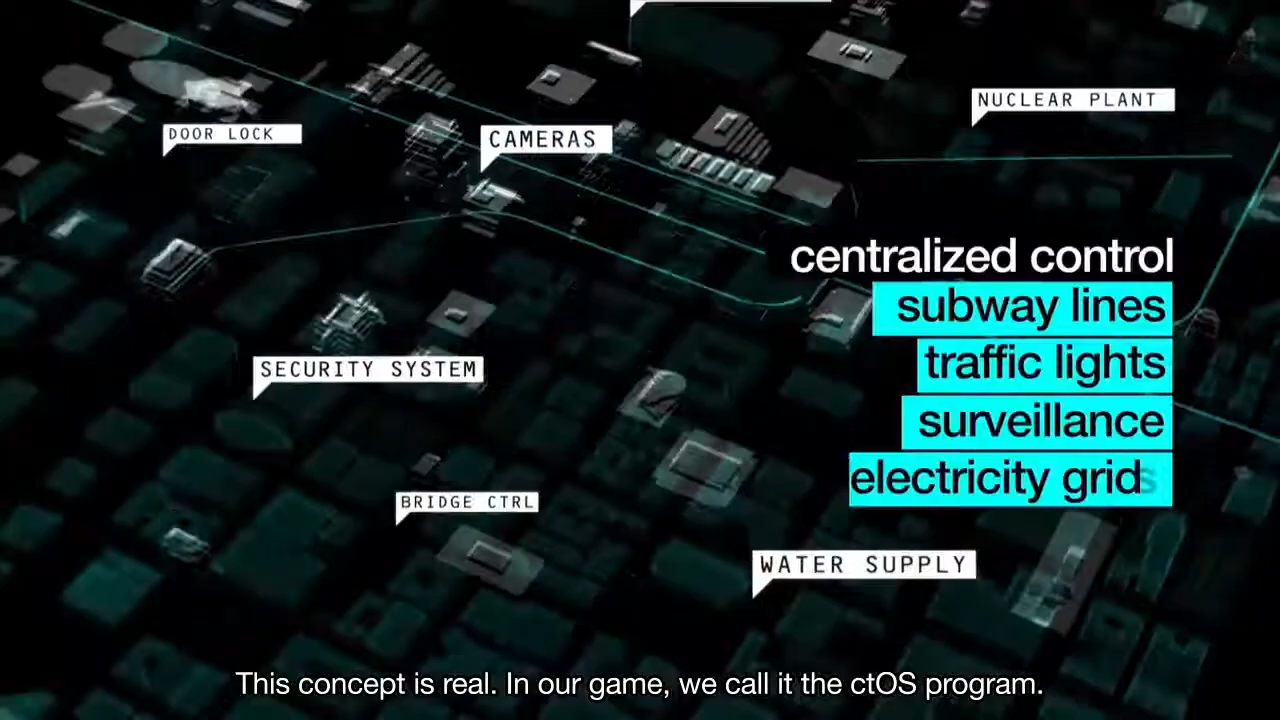 NUCLEAR PLANT
DOOR LOCK
CAMERAS
centralized control
subway lines
traffic lights
surveillance
electricity grids
SECURITY SYSTEM
BRIDGE CTRL
WATER SUPPLY
This concept is real. In our game, we call it the ctOS program.